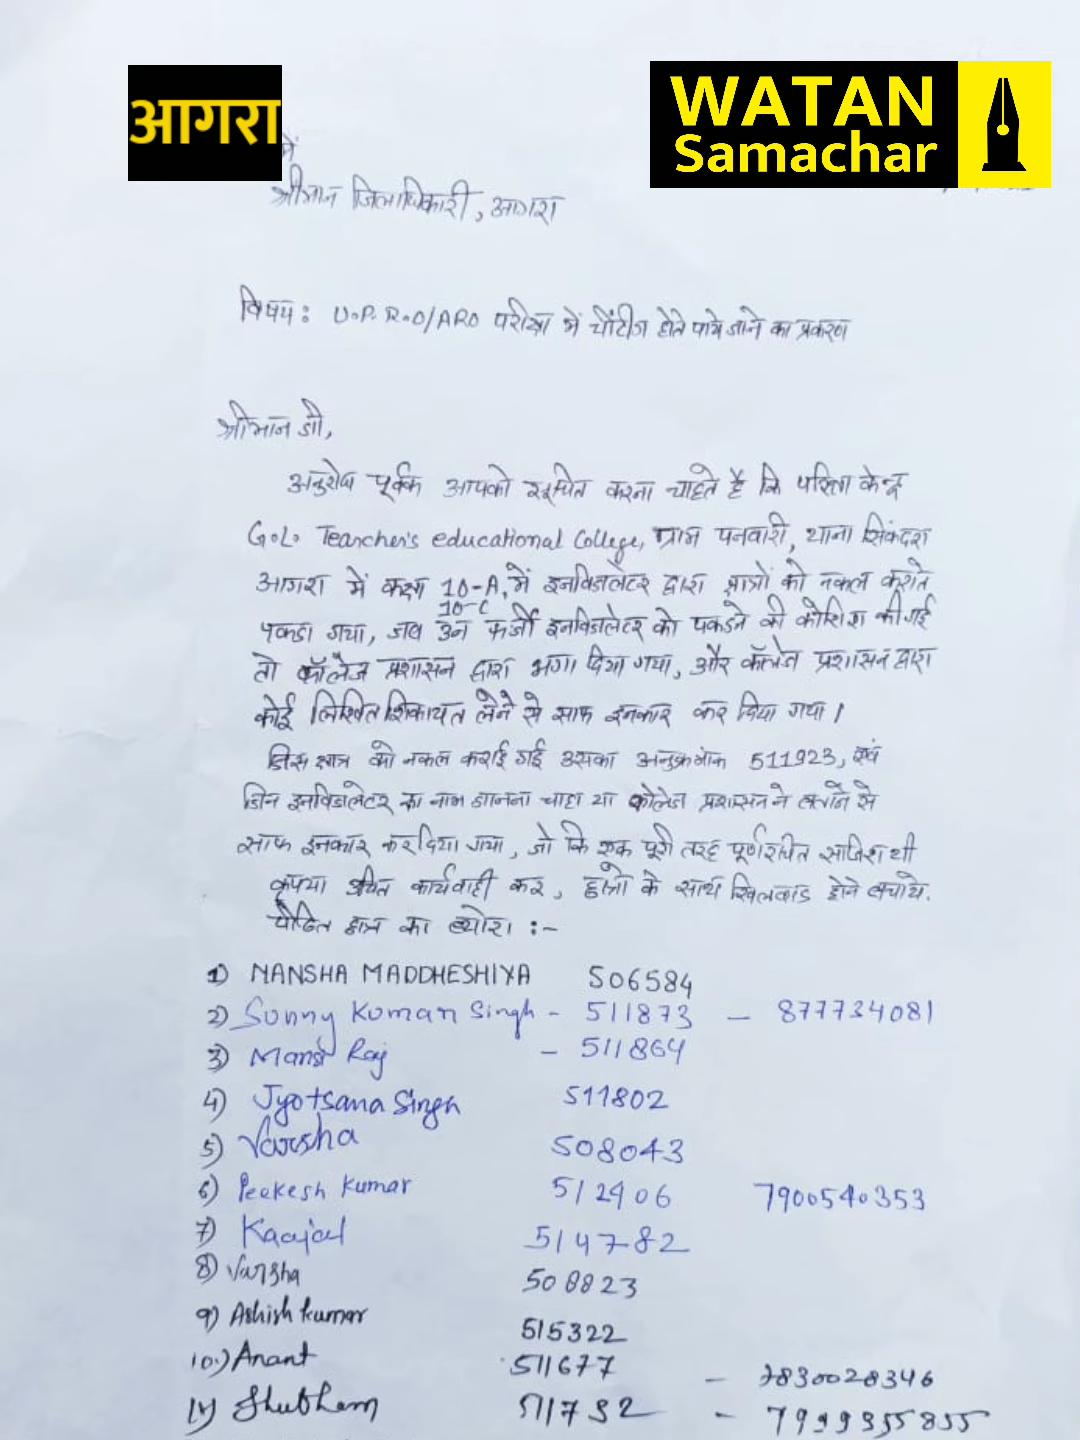 आगरा
WATAN
Samachar
में
श्रीमान जिलाधिकारी, आगरा
विषय: U.P. R.O/ARO परीक्षा में चीटींग होते पाये जाने का प्रकरण
श्रीमान जी,
अनुरोध पूर्वक आपको सूचित करना चाहते है कि परिक्षा केन्द्र
G.L. Teancher's educational College, ग्राम पनवारी, थाना सिकंदरा
आगरा में कक्षा 10-A, में इनविजलेटर द्वारा छात्रों को नकल कराते
10-C
पकडा गया, जब उन फर्जी इनविजलेटर को पकडने की कोशिश की गई
तो कॉलेज प्रशासन द्वारा भगा दिया गया, और कॉलेज प्रशासन द्वारा
कोई लिखित शिकायत लेने से साफ इनकार कर दिया गया।
जिस छात्र को नकल कराई गई उसका अनुक्रमांक 511923, एवं
जिन इनविजलेटर का नाम जानना चाहा था कोलेज प्रशासन ने बताने से
साफ इनकार कर दिया गया, जो कि एक पूरी तरह पूर्णरचित साजिश थी
कृपया उचित कार्यवाही कर, छात्रो के साथ खिलवाड होने बचाये.
पीढित छात्र का ब्योरा :-
1) MANSHA MADDHESHIYA 506584
2) Sunny Kuman Singh - 511873 - 877734081
3) Mansi Raj - 511864
4) Jyotsana Singh 511802
5) Varsha 508043
6) Peekesh Kumar 512906 7900540353
7) Kaajal 514782
8) Varsha 508823
9) Ashish kumar 515322
10.) Anant 511677 - 7830028346
11) Shubham 511732 - 7999355855